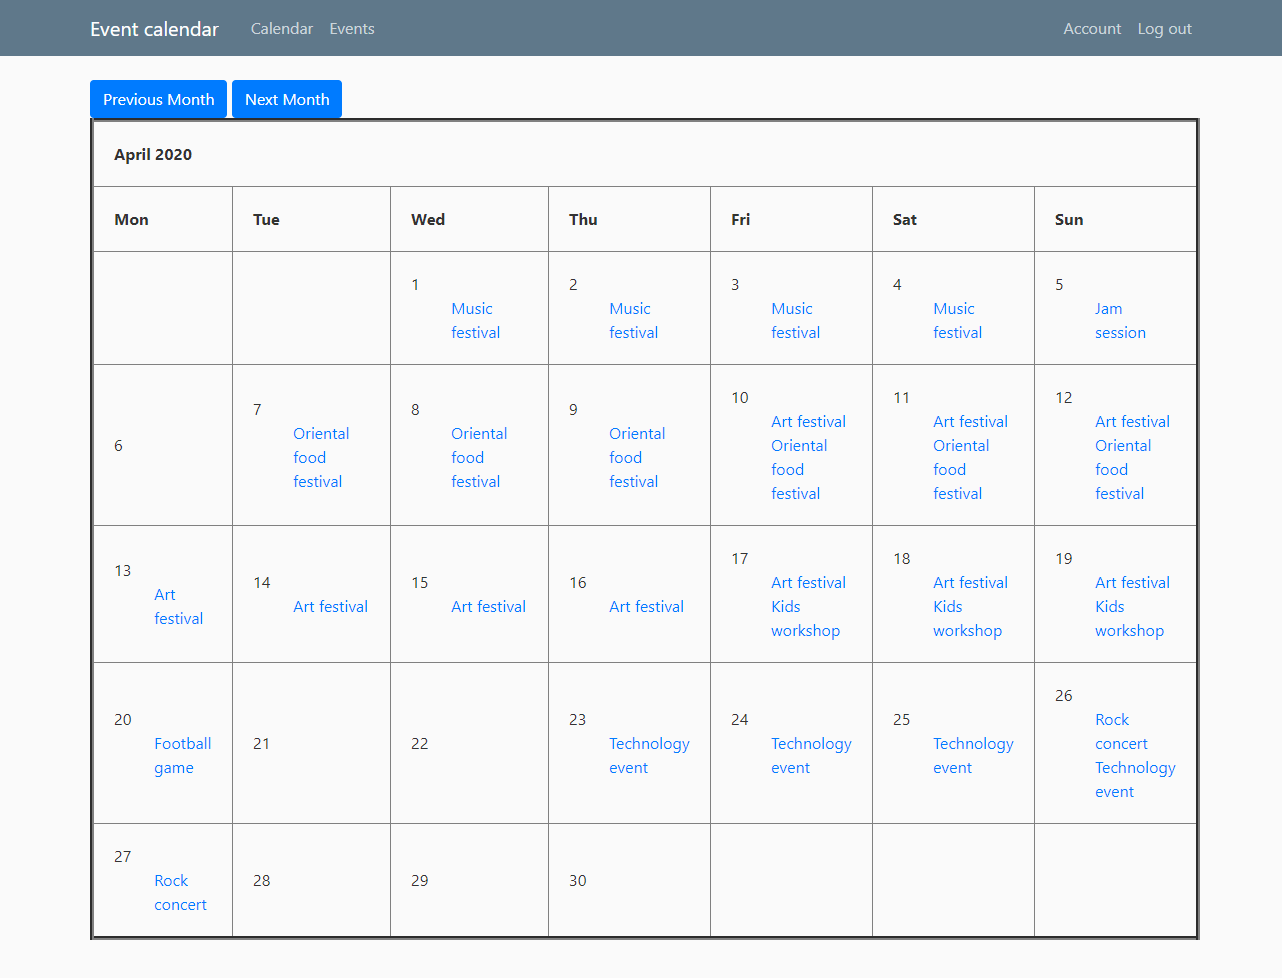 Event calendar Calendar Events Account Log out
Previous Month Next Month
April 2020
Mon Tue Wed Thu Fri Sat Sun
1
Music
festival
2
Music
festival
3
Music
festival
4
Music
festival
5
Jam
session
6
7
Oriental
food
festival
8
Oriental
food
festival
9
Oriental
food
festival
10
Art festival
Oriental
food
festival
11
Art festival
Oriental
food
festival
12
Art festival
Oriental
food
festival
13
Art
festival
14
Art festival
15
Art festival
16
Art festival
17
Art festival
Kids
workshop
18
Art festival
Kids
workshop
19
Art festival
Kids
workshop
20
Football
game
21
22
23
Technology
event
24
Technology
event
25
Technology
event
26
Rock
concert
Technology
event
27
Rock
concert
28
29
30